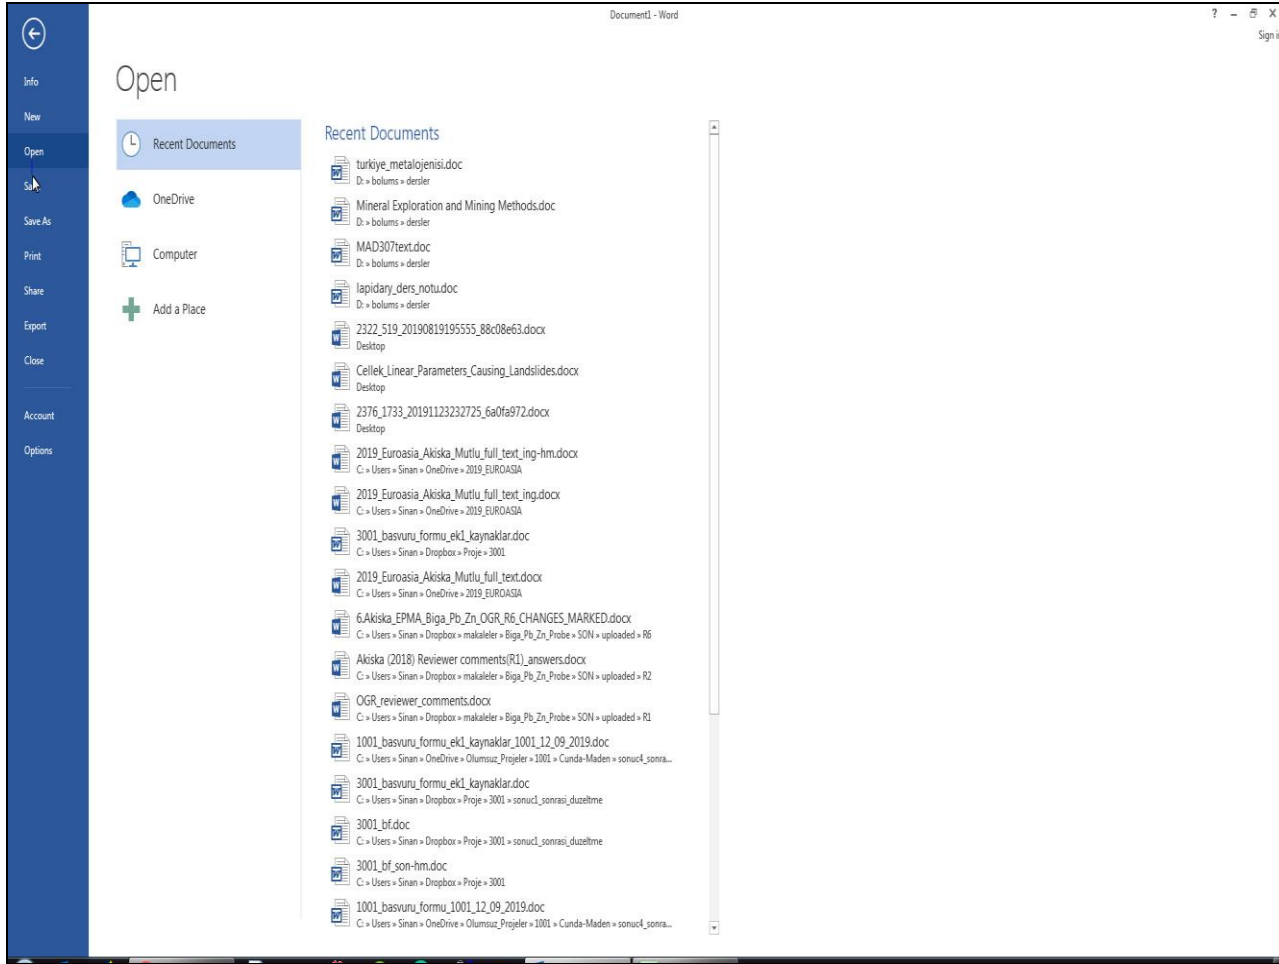 Document1 - Word
?
Sign i
Info
New
Open
Save As
Print
Share
Export
Close
Account
Options
Open
Recent Documents
OneDrive
Computer
Add a Place
Recent Documents
turkiye_metalojenisi.doc
D: » bolums » dersler
Mineral Exploration and Mining Methods.doc
D: » bolums » dersler
MAD307text.doc
D: » bolums » dersler
lapidary_ders_notu.doc
D: » bolums » dersler
2322_519_20190819195555_88c08e63.docx
Desktop
Cellek_Linear_Parameters_Causing_Landslides.docx
Desktop
2376_1733_20191123232725_6a0fa972.docx
Desktop
2019_Euroasia_Akiska_Mutlu_full_text_ing-hm.docx
C: » Users » Sinan » OneDrive » 2019_EUROASIA
2019_Euroasia_Akiska_Mutlu_full_text_ing.docx
C: » Users » Sinan » OneDrive » 2019_EUROASIA
3001_basvuru_formu_ek1_kaynaklar.doc
C: » Users » Sinan » Dropbox » Proje » 3001
2019_Euroasia_Akiska_Mutlu_full_text.docx
C: » Users » Sinan » OneDrive » 2019_EUROASIA
6.Akiska_EPMA_Biga_Pb_Zn_OGR_R6_CHANGES_MARKED.docx
C: » Users » Sinan » Dropbox » makaleler » Biga_Pb_Zn_Probe » SON » uploaded » R6
Akiska (2018) Reviewer comments(R1)_answers.docx
C: » Users » Sinan » Dropbox » makaleler » Biga_Pb_Zn_Probe » SON » uploaded » R2
OGR_reviewer_comments.docx
C: » Users » Sinan » Dropbox » makaleler » Biga_Pb_Zn_Probe » SON » uploaded » R1
1001_basvuru_formu_ek1_kaynaklar_1001_12_09_2019.doc
C: » Users » Sinan » OneDrive » Olumsuz_Projeler » 1001 » Cunda-Maden » sonuc4_sonra...
3001_basvuru_formu_ek1_kaynaklar.doc
C: » Users » Sinan » Dropbox » Proje » 3001 » sonuc1_sonrasi_duzeltme
3001_bf.doc
C: » Users » Sinan » Dropbox » Proje » 3001 » sonuc1_sonrasi_duzeltme
3001_bf_son-hm.doc
C: » Users » Sinan » Dropbox » Proje » 3001
1001_basvuru_formu_1001_12_09_2019.doc
C: » Users » Sinan » OneDrive » Olumsuz_Projeler » 1001 » Cunda-Maden » sonuc4_sonra...